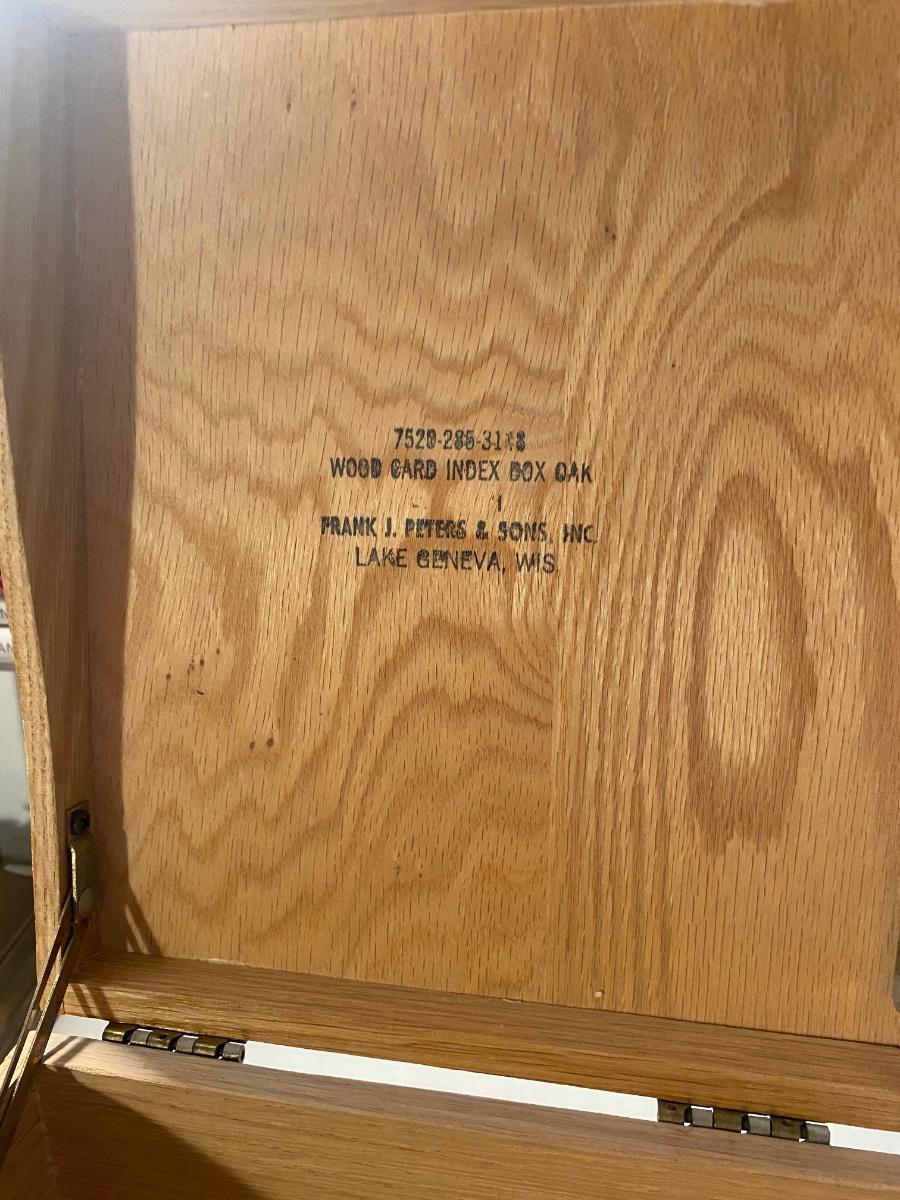 WOOD CARD INDEX BOX OAK
1
FRANK J. PETERS & SONS, INC.
LAKE GENEVA, WIS.